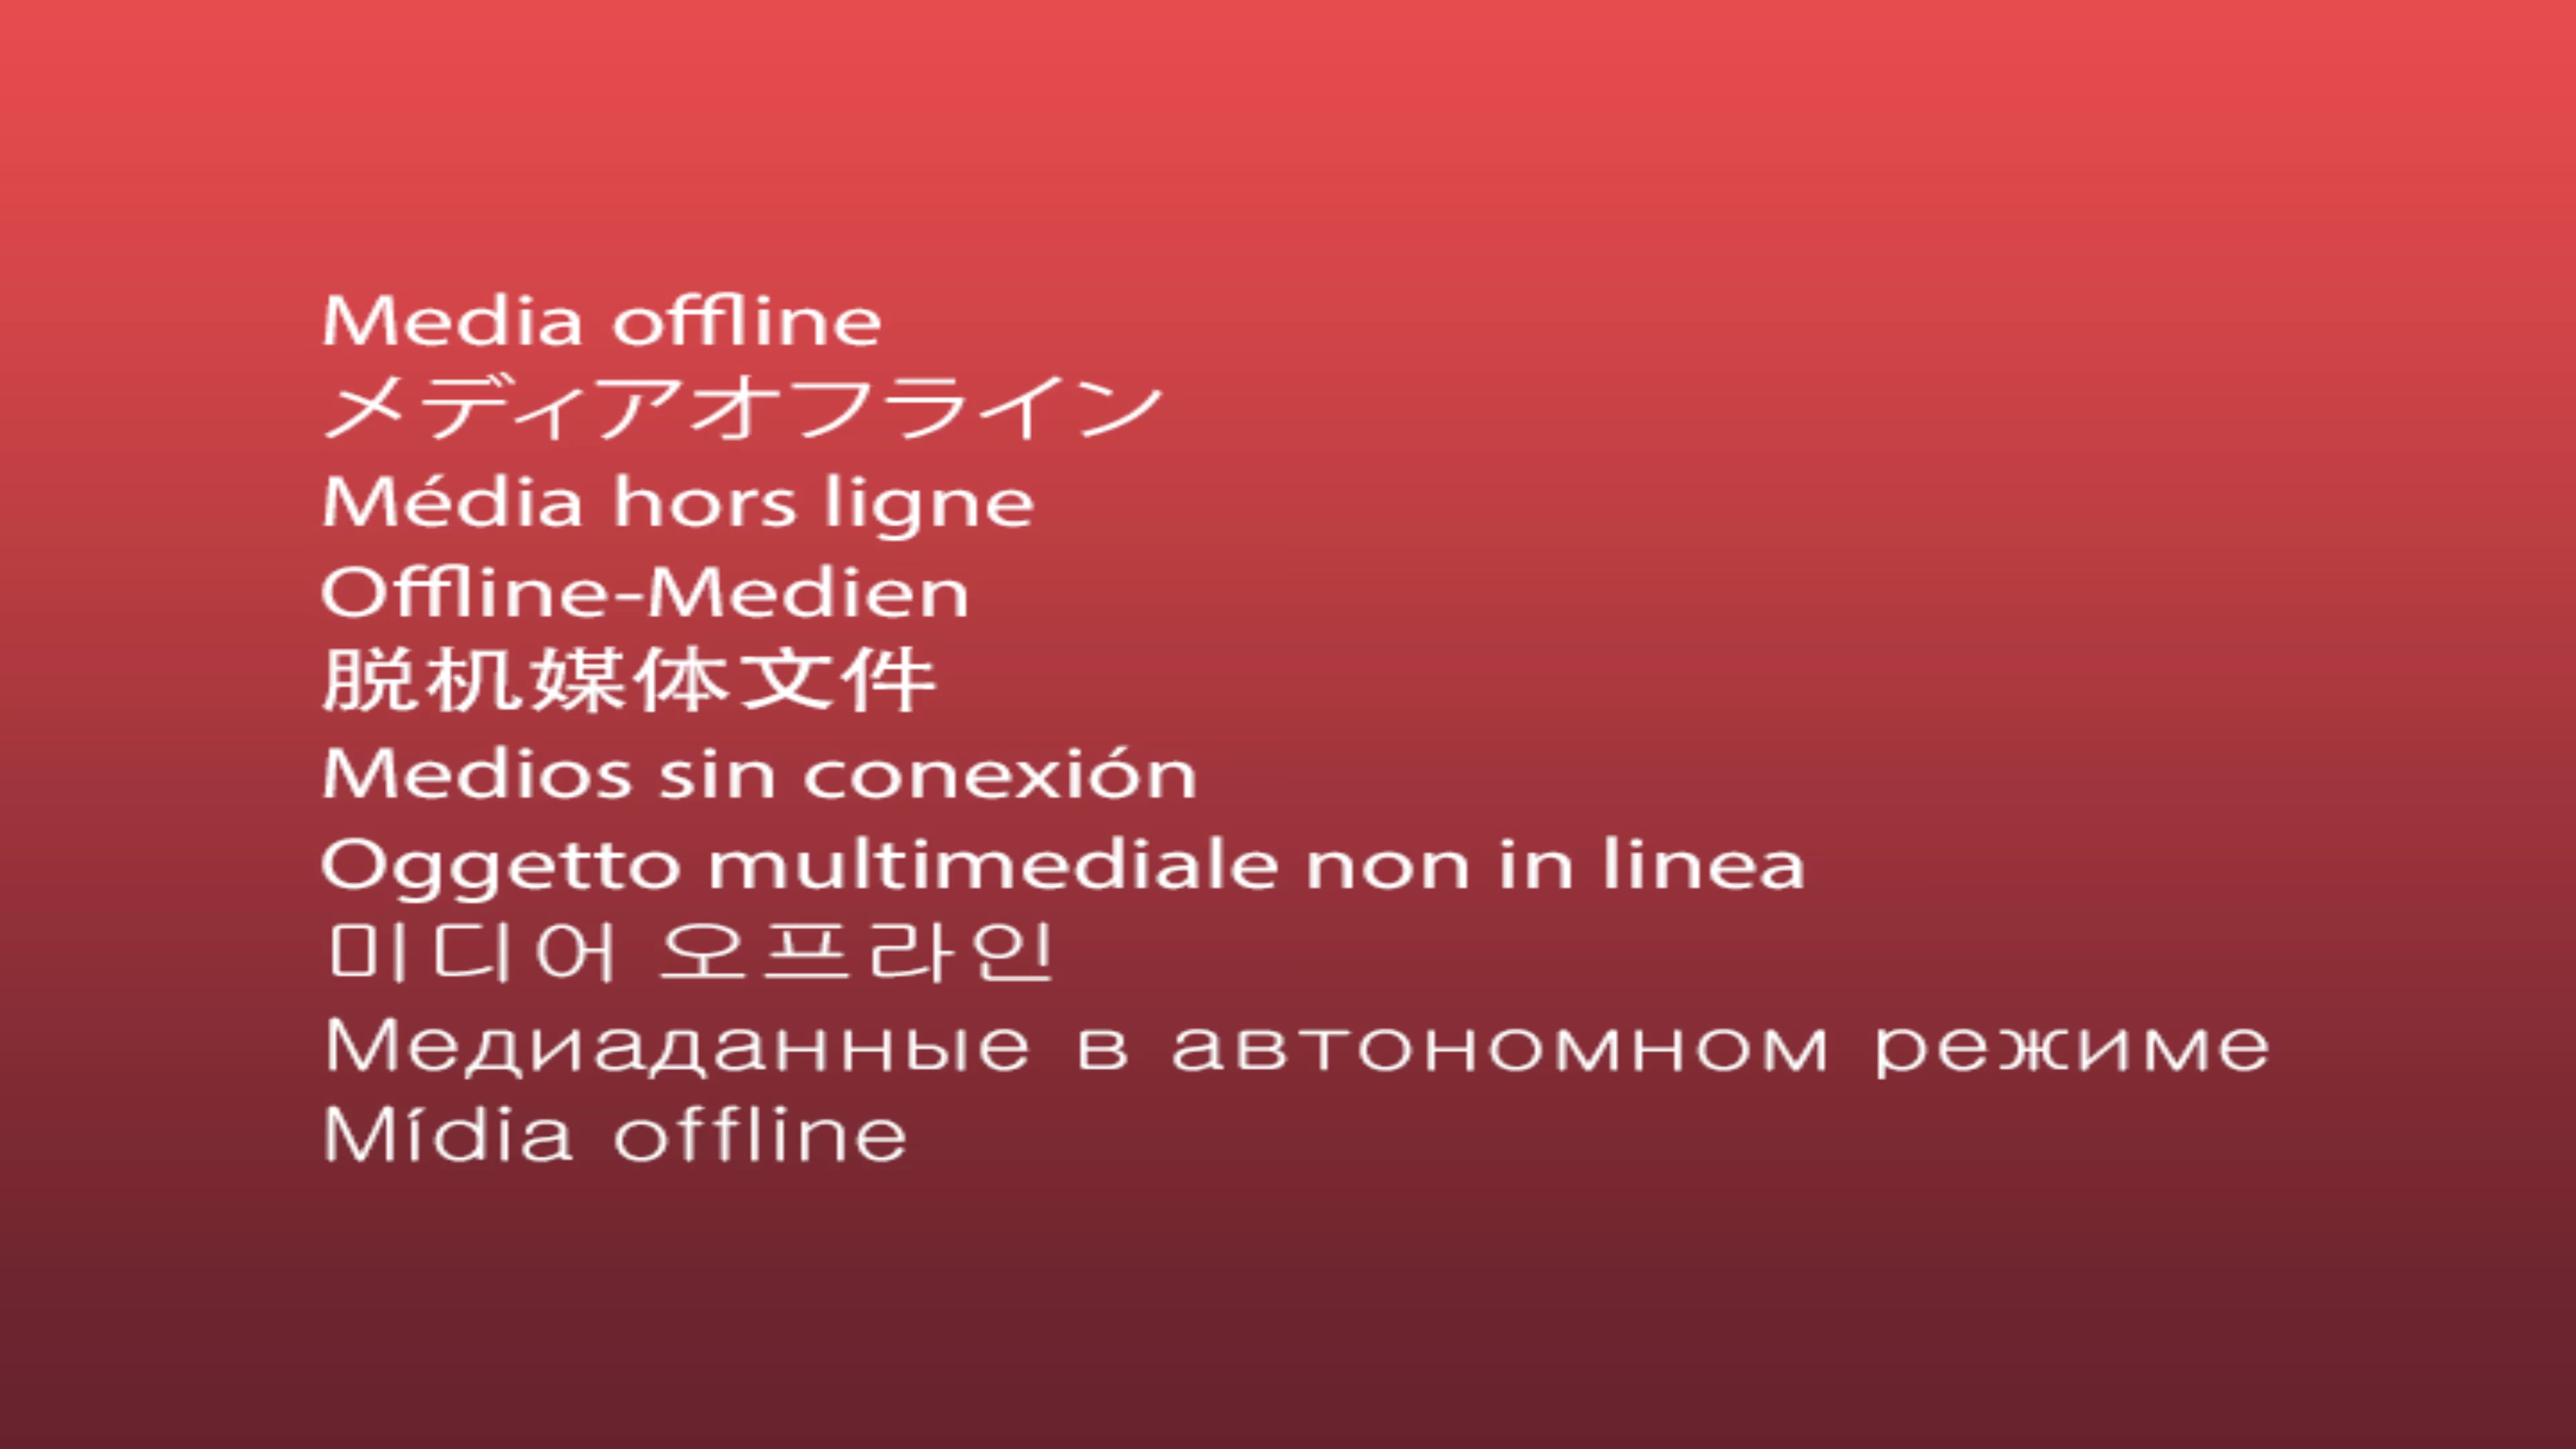 Media offline
メディアオフライン
Média hors ligne
Offline-Medien
脱机媒体文件
Medios sin conexión
Oggetto multimediale non in linea
미디어 오프라인
Медиаданные в автономном режиме
Mídia offline